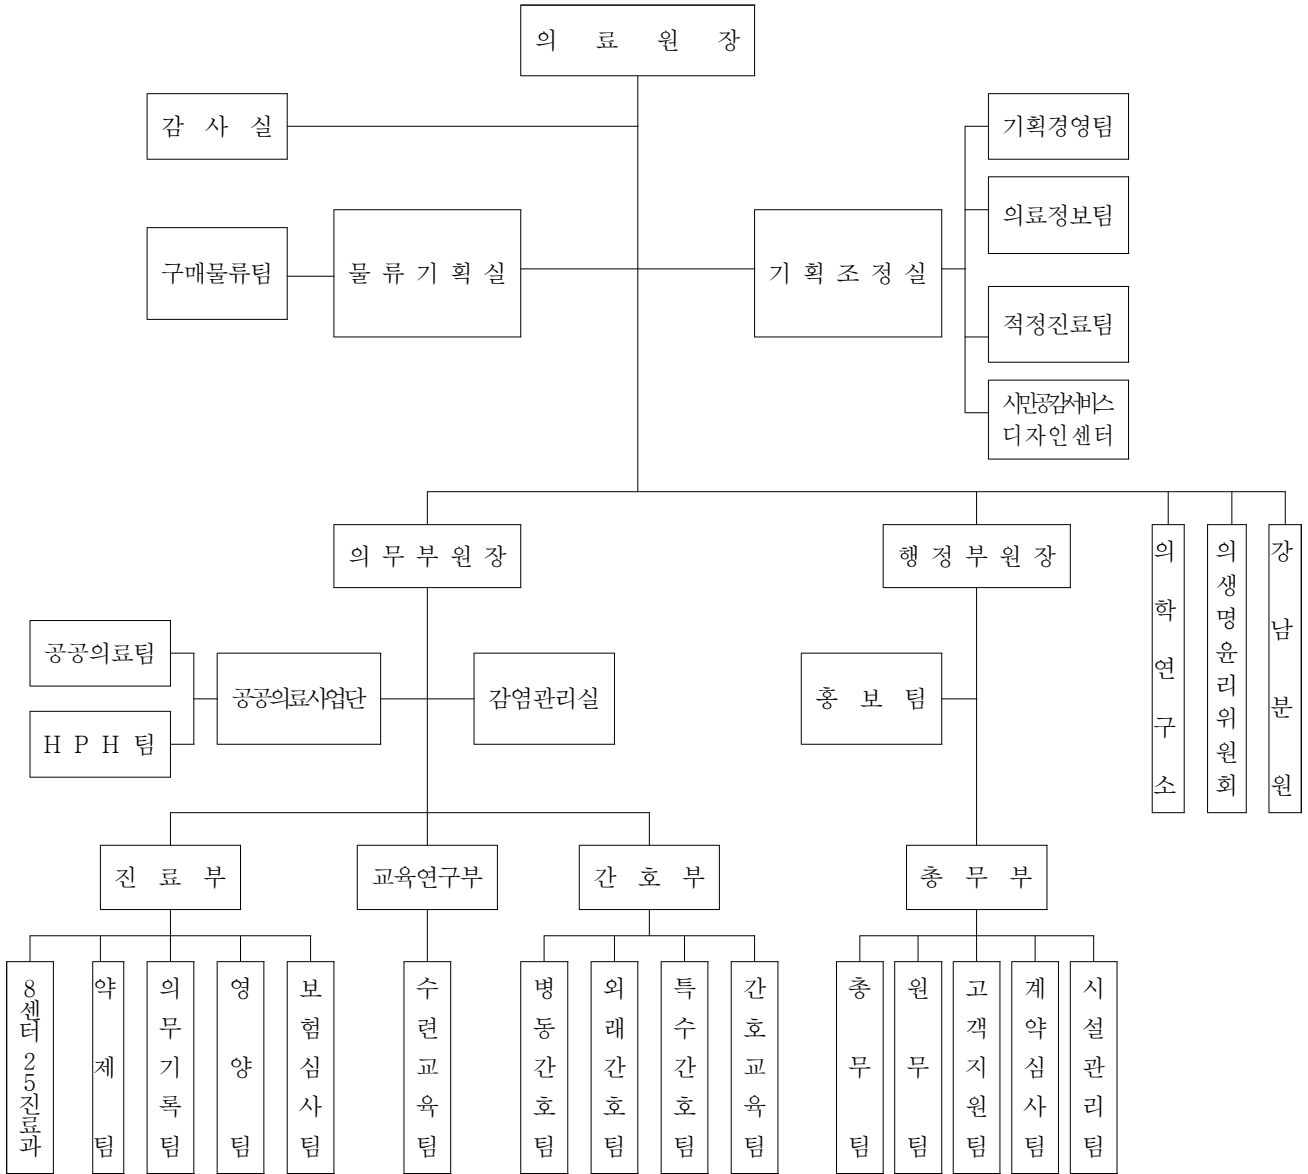 의 료 원 장
감 사 실
기획경영팀
의료정보팀
구매물류팀
물 류 기 획 실
기 획 조 정 실
적정진료팀
시민공감서비스
디자인센터
의 무 부 원 장
행 정 부 원 장
의학연구소
의생명윤리위원회
강남분원
공공의료팀
공공의료사업단
감염관리실
홍 보 팀
H P H 팀
진 료 부
교육연구부
간 호 부
총 무 부
8센터 25진료과
약제팀
의무기록팀
영양팀
보험심사팀
수련교육팀
병동간호팀
외래간호팀
특수간호팀
간호교육팀
총무팀
원무팀
고객지원팀
계약심사팀
시설관리팀